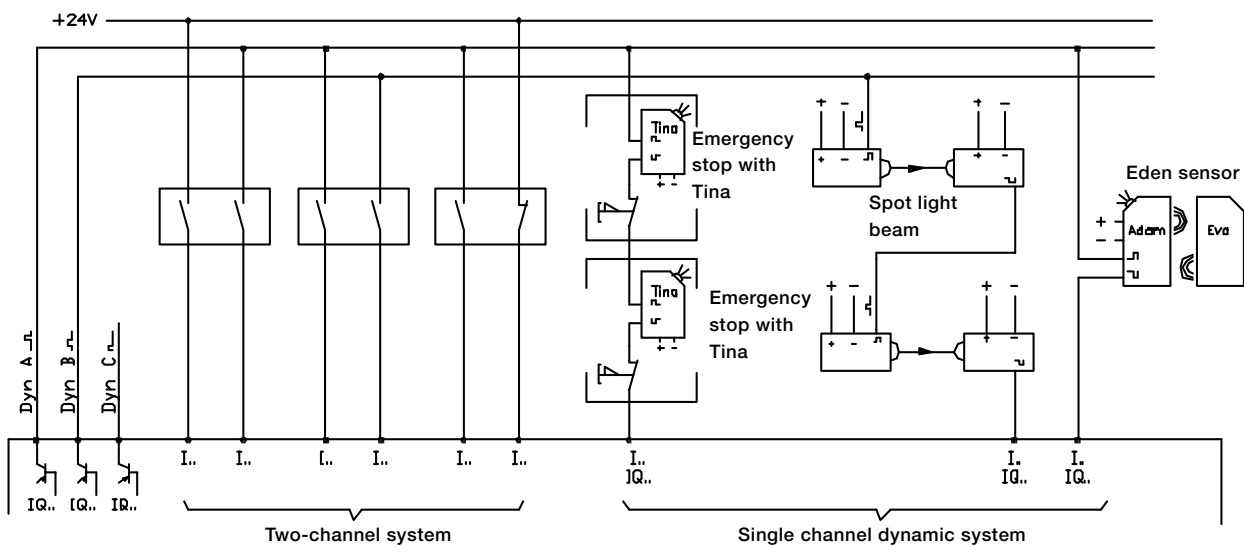 +24V
Tina
Emergency
stop with
Tina
+ -
+ -
+ - 
+ -
Spot light
beam
Eden sensor
+
-
Adam
Eva
Tina
Emergency
stop with
Tina
+ -
+ -
+ -
+ -
+ -
Dyn A
Dyn B
Dyn C
I.. I.. I.. I.. I.. I.. I.. I.. I..
IQ.. IQ.. IQ..
IQ.. IQ.. IQ..
Two-channel system
Single channel dynamic system